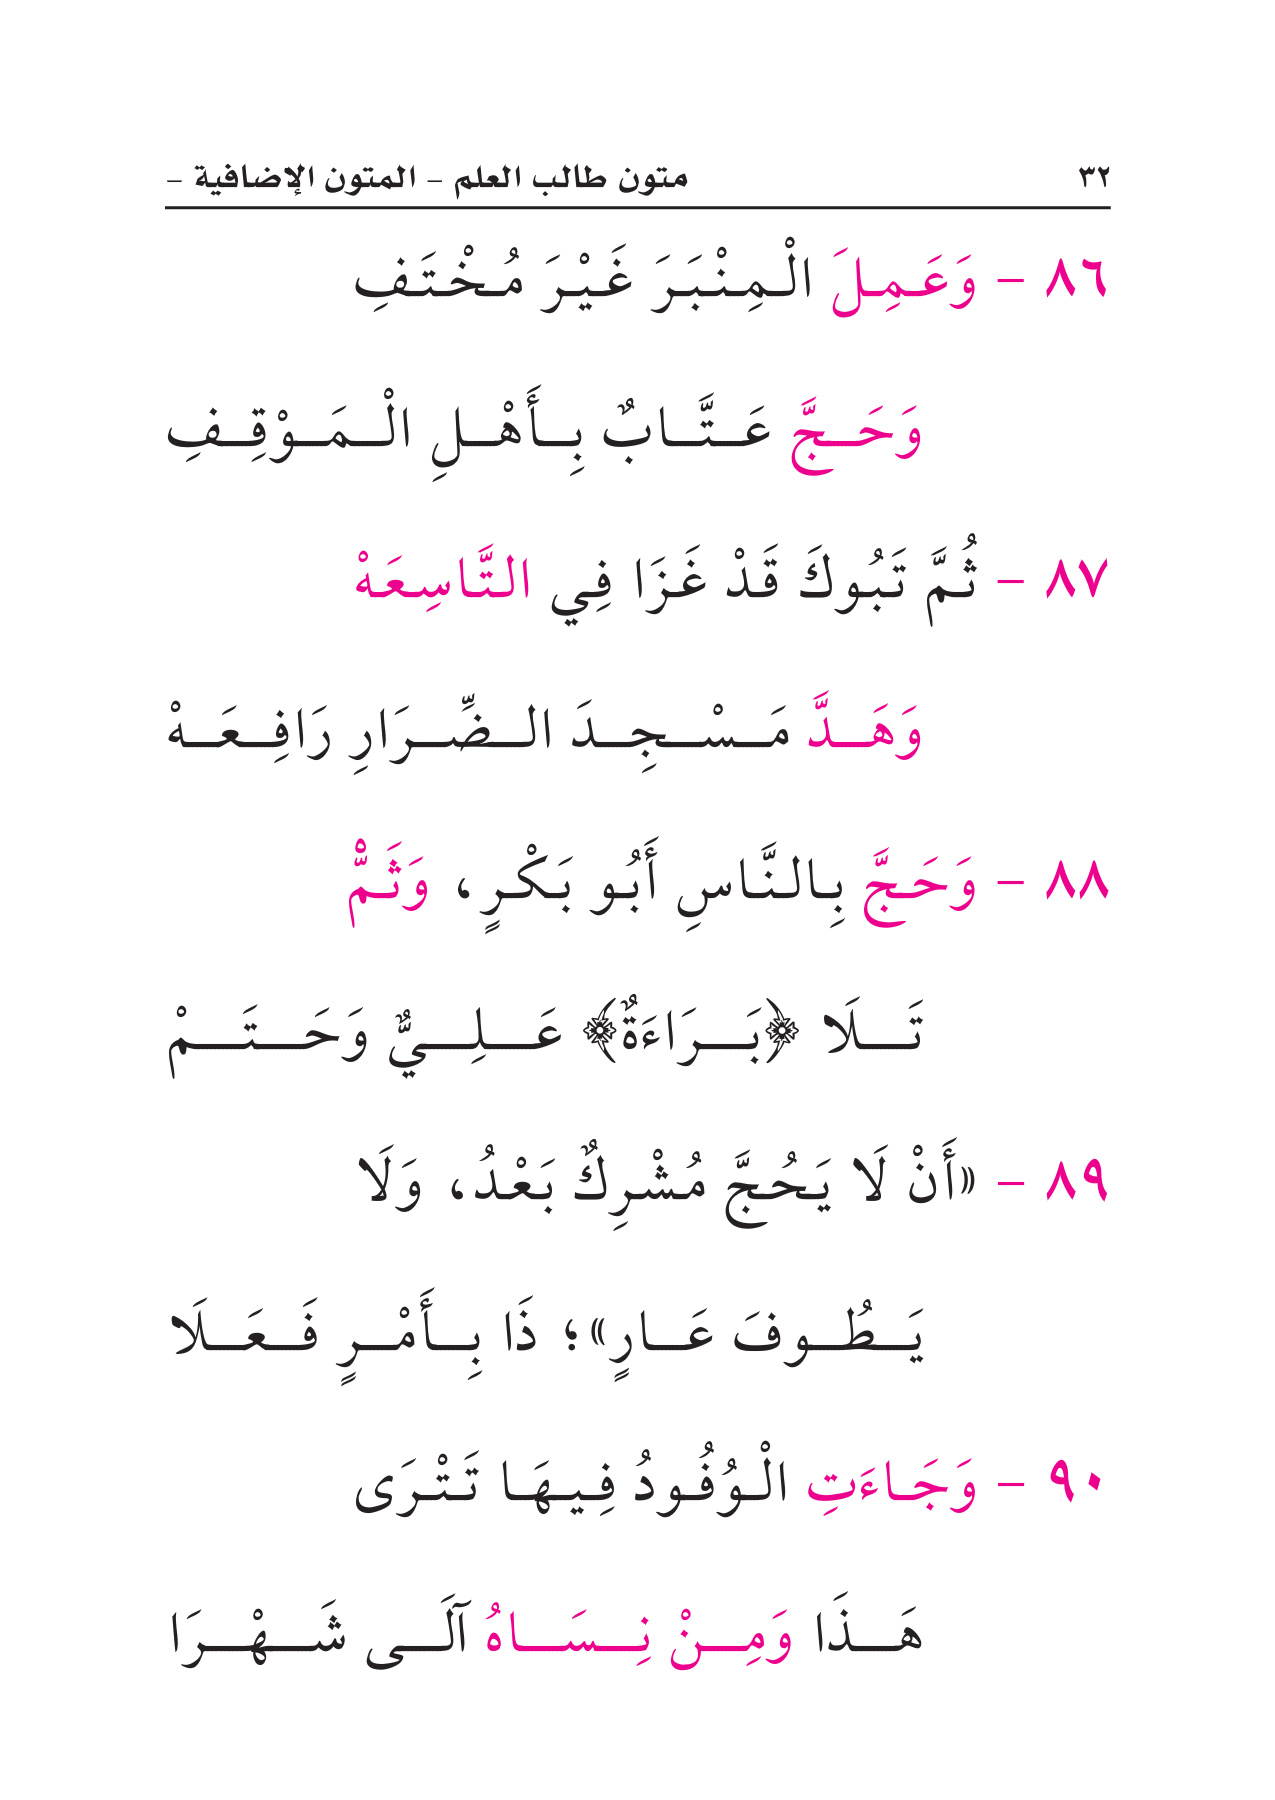 ٣٢ متون طالب العلم – المتون الإضافية –
٨٦ – وَعَمِلَ الْمِنْبَرَ غَيْرَ مُخْتَفِ
وَحَجَّ عَتَّابٌ بِأَهْلِ الْمَوْقِفِ
٨٧ – ثُمَّ تَبُوكَ قَدْ غَزَا فِي التَّاسِعَهْ
وَهَدَّ مَسْجِدَ الضِّرَارِ رَافِعَهْ
٨٨ – وَحَجَّ بِالنَّاسِ أَبُو بَكْرٍ، وَثَمّْ
تَلَا ﴿بَرَاءَةٌ﴾ عَلِيٌّ وَحَتَمْ
٨٩ – «أَنْ لَا يَحُجَّ مُشْرِكٌ بَعْدُ، وَلَا
يَطُوفَ عَارٍ»؛ ذَا بِأَمْرٍ فَعَلَا
٩٠ – وَجَاءَتِ الْوُفُودُ فِيهَا تَتْرَى
هَذَا وَمِنْ نِسَاهُ آلَى شَهْرَا